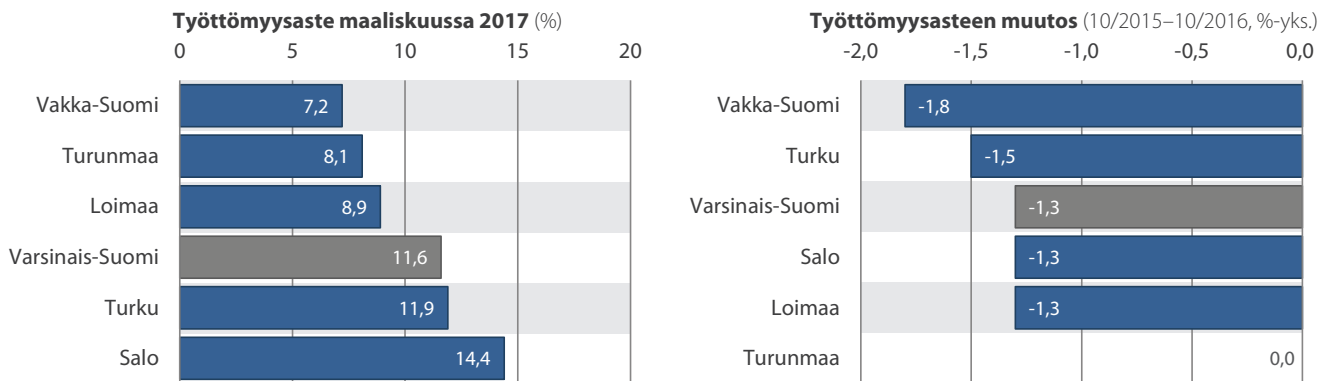 Työttömyysaste maaliskuussa 2017 (%)
0 5 10 15 20
Vakka-Suomi 7,2
Turunmaa 8,1
Loimaa 8,9
Varsinais-Suomi 11,6
Turku 11,9
Salo 14,4
Työttömyysasteen muutos (10/2015–10/2016, %-yks.)
-2,0 -1,5 -1,0 -0,5 0,0
Vakka-Suomi -1,8
Turku -1,5
Varsinais-Suomi -1,3
Salo -1,3
Loimaa -1,3
Turunmaa 0,0